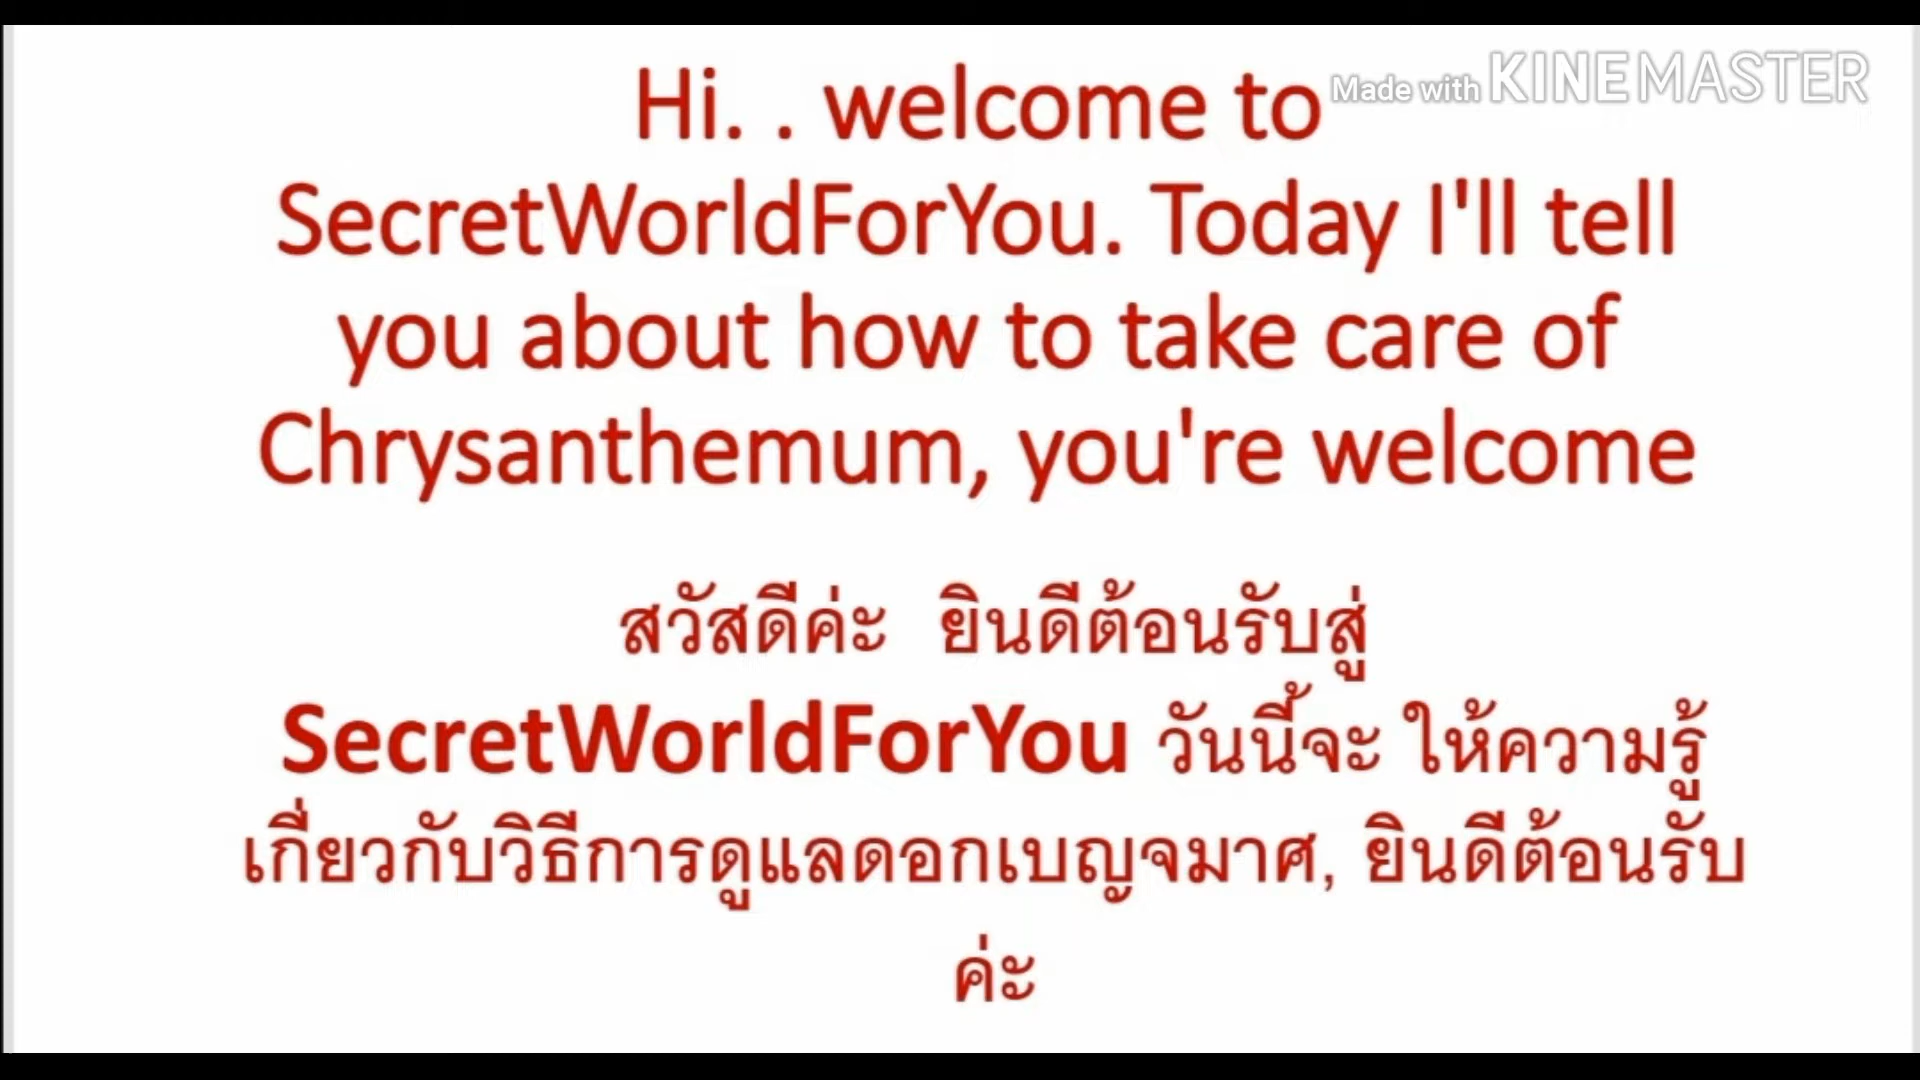 Hi. . welcome to
Made with KINEMASTER
SecretWorldForYou. Today I'll tell
you about how to take care of
Chrysanthemum, you're welcome
สวัสดีค่ะ ยินดีต้อนรับสู่
SecretWorldForYou วันนี้จะ ให้ความรู้
เกี่ยวกับวิธีการดูแลดอกเบญจมาศ, ยินดีต้อนรับ
ค่ะ